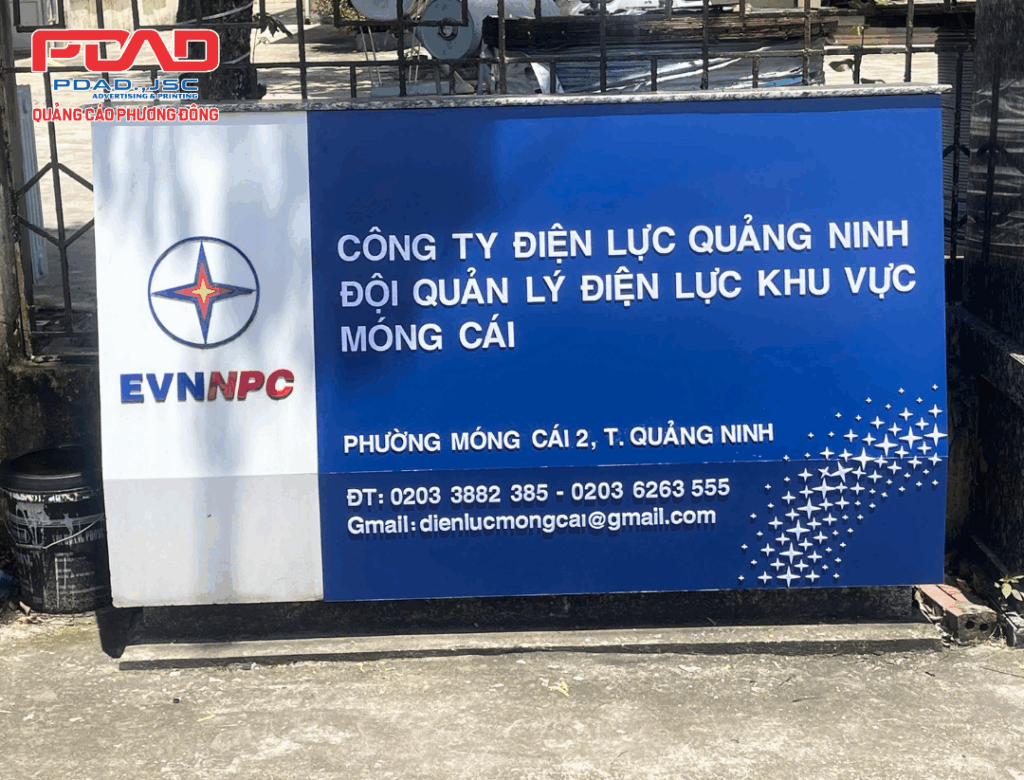 PDAD
PDAD.,JSC
ADVERTISING & PRINTING
QUẢNG CÁO PHƯƠNG ĐÔNG
CÔNG TY ĐIỆN LỰC QUẢNG NINH
ĐỘI QUẢN LÝ ĐIỆN LỰC KHU VỰC
MÓNG CÁI
EVNNPC
PHƯỜNG MÓNG CÁI 2, T. QUẢNG NINH
ĐT: 0203 3882 385 - 0203 6263 555
Gmail: dienlucmongcai@gmail.com